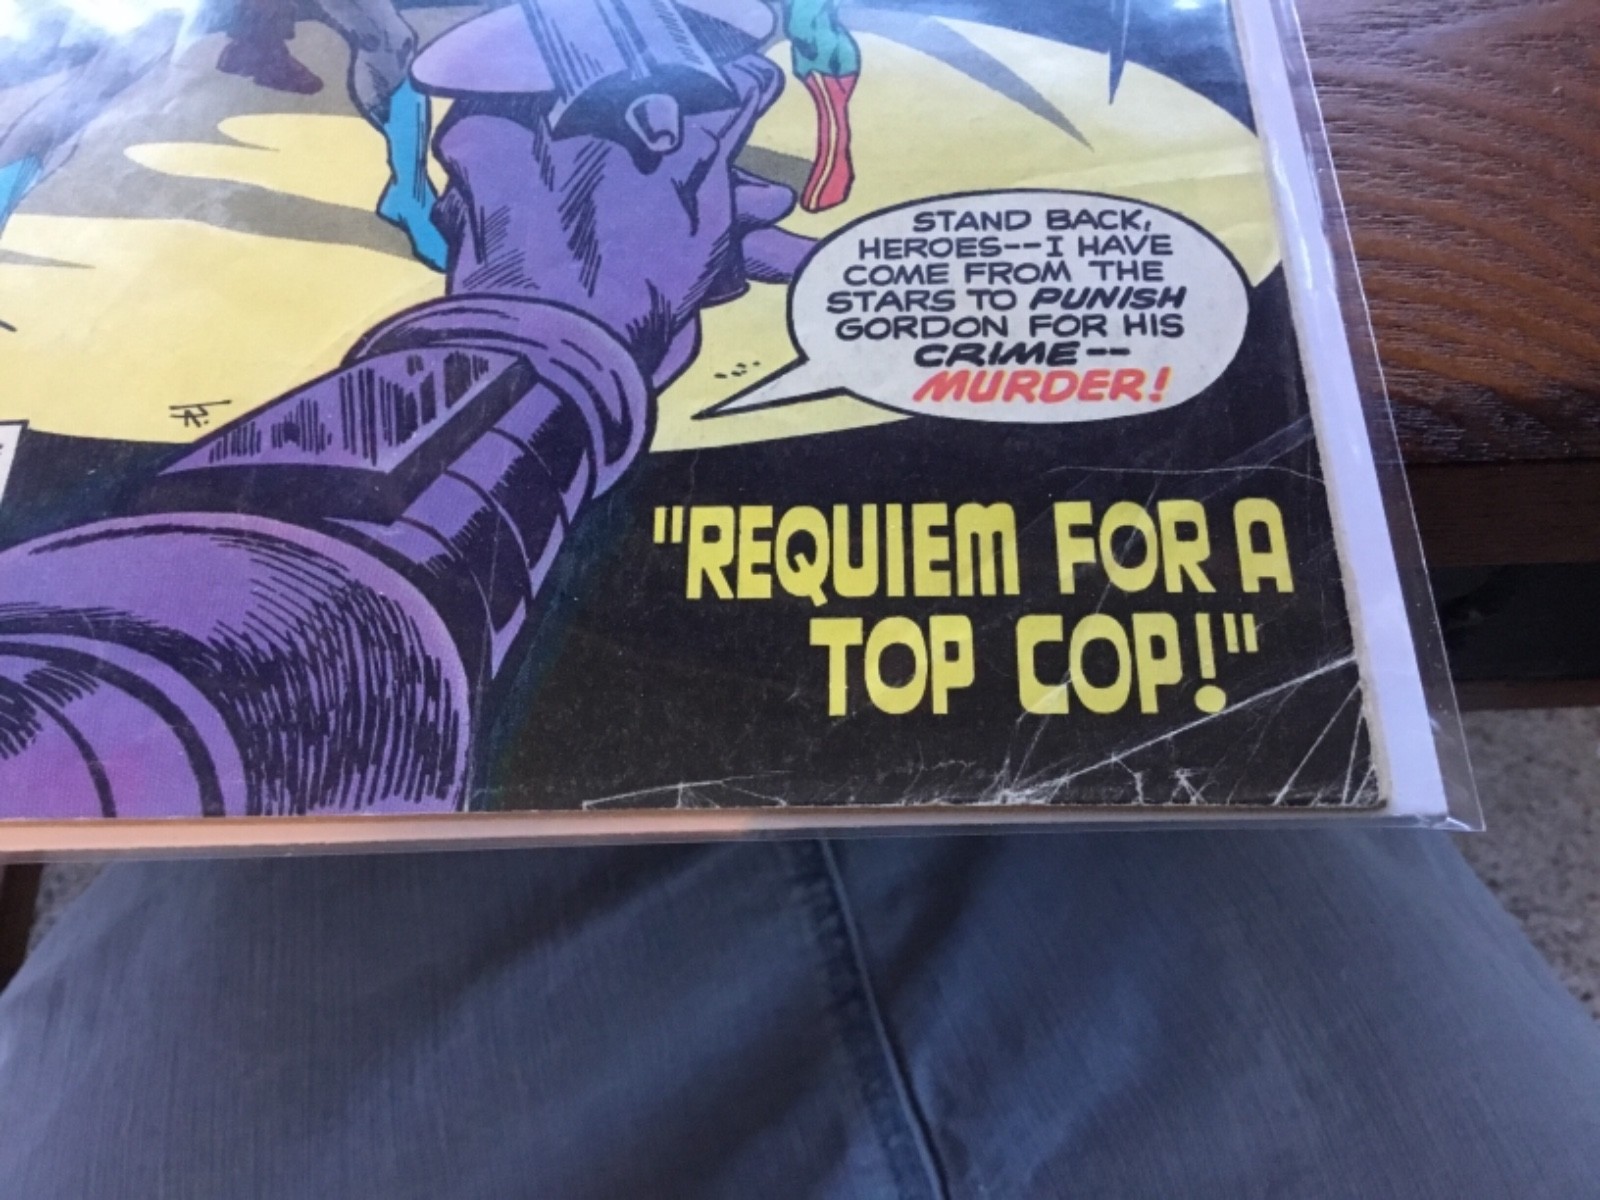 STAND BACK,
HEROES--I HAVE
COME FROM THE
STARS TO PUNISH
GORDON FOR HIS
CRIME--
MURDER!
"REQUIEM FOR A
TOP COP!"